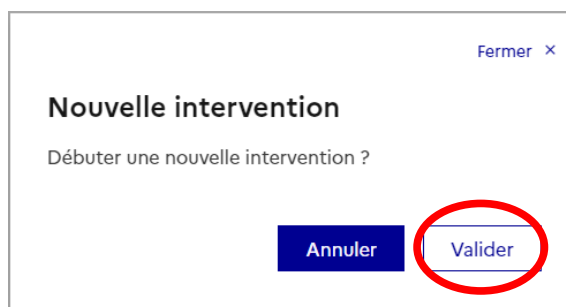 Fermer ×
Nouvelle intervention
Débuter une nouvelle intervention ?
Annuler Valider